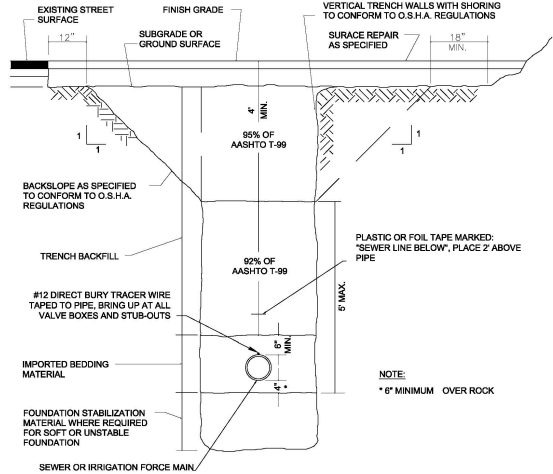 EXISTING STREET
SURFACE
FINISH GRADE
VERTICAL TRENCH WALLS WITH SHORING
TO CONFORM TO O.S.H.A. REGULATIONS
12"
SUBGRADE OR
GROUND SURFACE
SURACE REPAIR
AS SPECIFIED
18"
MIN.
4'
MIN.
95% OF
AASHTO T-99
1
1
1
1
BACKSLOPE AS SPECIFIED
TO CONFORM TO O.S.H.A.
REGULATIONS
TRENCH BACKFILL
92% OF
AASHTO T-99
PLASTIC OR FOIL TAPE MARKED:
"SEWER LINE BELOW", PLACE 2' ABOVE
PIPE
5' MAX.
#12 DIRECT BURY TRACER WIRE
TAPED TO PIPE, BRING UP AT ALL
VALVE BOXES AND STUB-OUTS
6"
MIN.
IMPORTED BEDDING
MATERIAL
4"
*
NOTE:
* 6" MINIMUM OVER ROCK
FOUNDATION STABILIZATION
MATERIAL WHERE REQUIRED
FOR SOFT OR UNSTABLE
FOUNDATION
SEWER OR IRRIGATION FORCE MAIN